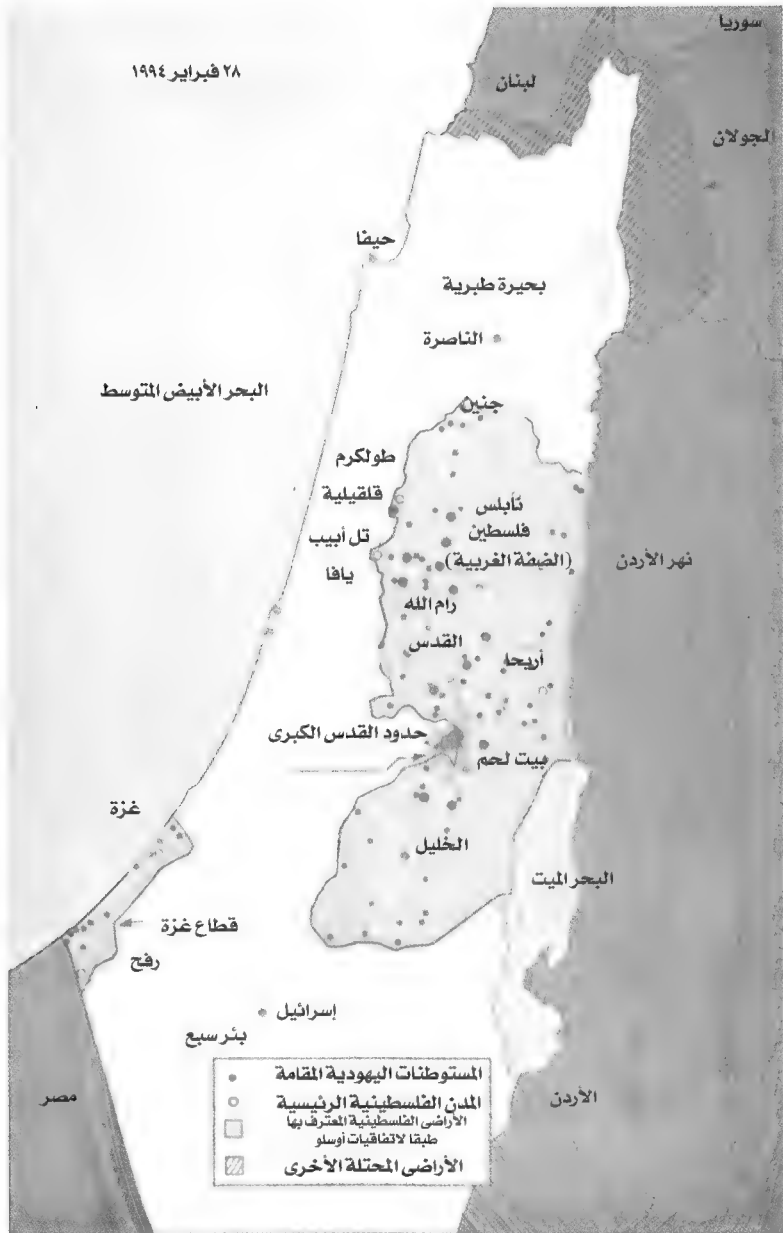 سوريا
٢٨ فبراير ١٩٩٤
لبنان
الجولان
حيفا
بحيرة طبرية
الناصرة
البحر الأبيض المتوسط
جنين
طولكرم
قلقيلية
نابلس
فلسطين
تل أبيب
(الضفة الغربية)
نهر الأردن
يافا
رام الله
القدس
أريحا
حدود القدس الكبرى
بيت لحم
غزة
الخليل
البحر الميت
قطاع غزة
رفح
إسرائيل
بئر سبع
المستوطنات اليهودية المقامة
المدن الفلسطينية الرئيسية
الأراضى الفلسطينية المعترف بها
طبقا لاتفاقيات أوسلو
الأراضى المحتلة الأخرى
مصر
الأردن